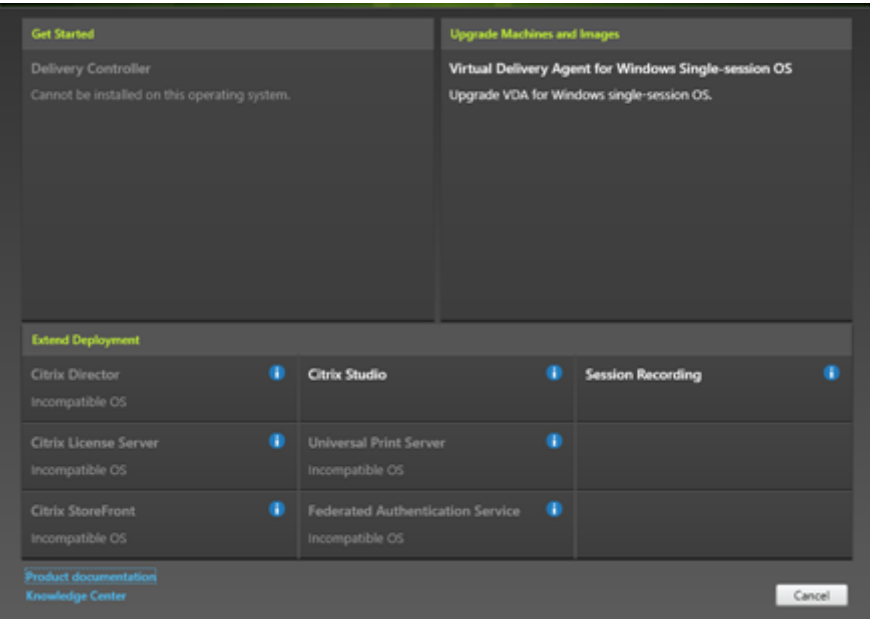 Get Started
Upgrade Machines and Images
Delivery Controller
Cannot be installed on this operating system.
Virtual Delivery Agent for Windows Single-session OS
Upgrade VDA for Windows single-session OS.
Extend Deployment
Citrix Director
Incompatible OS
Citrix Studio
Session Recording
Citrix License Server
Incompatible OS
Universal Print Server
Incompatible OS
Citrix StoreFront
Incompatible OS
Federated Authentication Service
Incompatible OS
Product documentation
Knowledge Center
Cancel